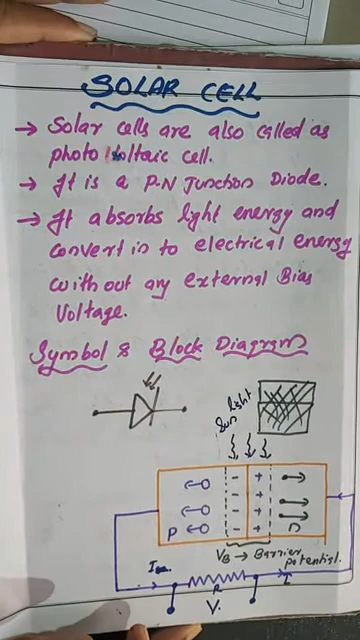 SOLAR CELL
→ Solar cells are also called as
photo Voltaic cell.
→ It is a P-N Junction Diode.
→ It absorbs light energy and
convert in to electrical energy
with out any external Bias
Voltage.
Symbol & Block Diagram
Sun light
- +
- +
- +
- +
P n
VB → Barrier
potential.
I
R
I
V.